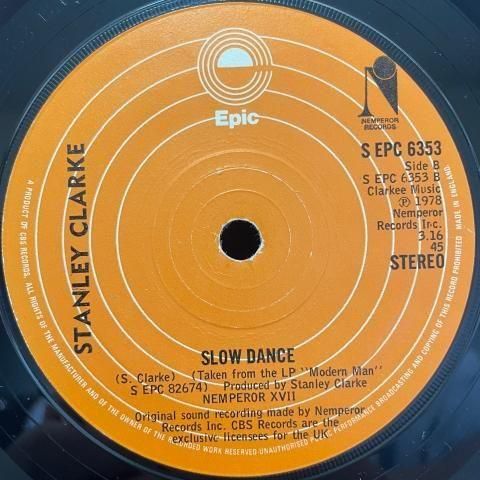 Epic
NEMPEROR
RECORDS
S EPC 6353
Side B
S EPC 6353 B
Clarkee Music
Ⓟ 1978
Nemperor
Records Inc.
3.16
45
STEREO
STANLEY CLARKE
SLOW DANCE
(S. Clarke) (Taken from the LP "Modern Man"
S EPC 82674) Produced by Stanley Clarke
NEMPEROR XVII
Original sound recording made by Nemperor
Records Inc. CBS Records are the
exclusive licensees for the UK.
A PRODUCT OF CBS RECORDS. ALL RIGHTS OF THE MANUFACTURER AND OF THE OWNER OF THE RECORDED WORK RESERVED·UNAUTHORISED PUBLIC PERFORMANCE BROADCASTING AND COPYING OF THIS RECORD PROHIBITED MADE IN ENGLAND.